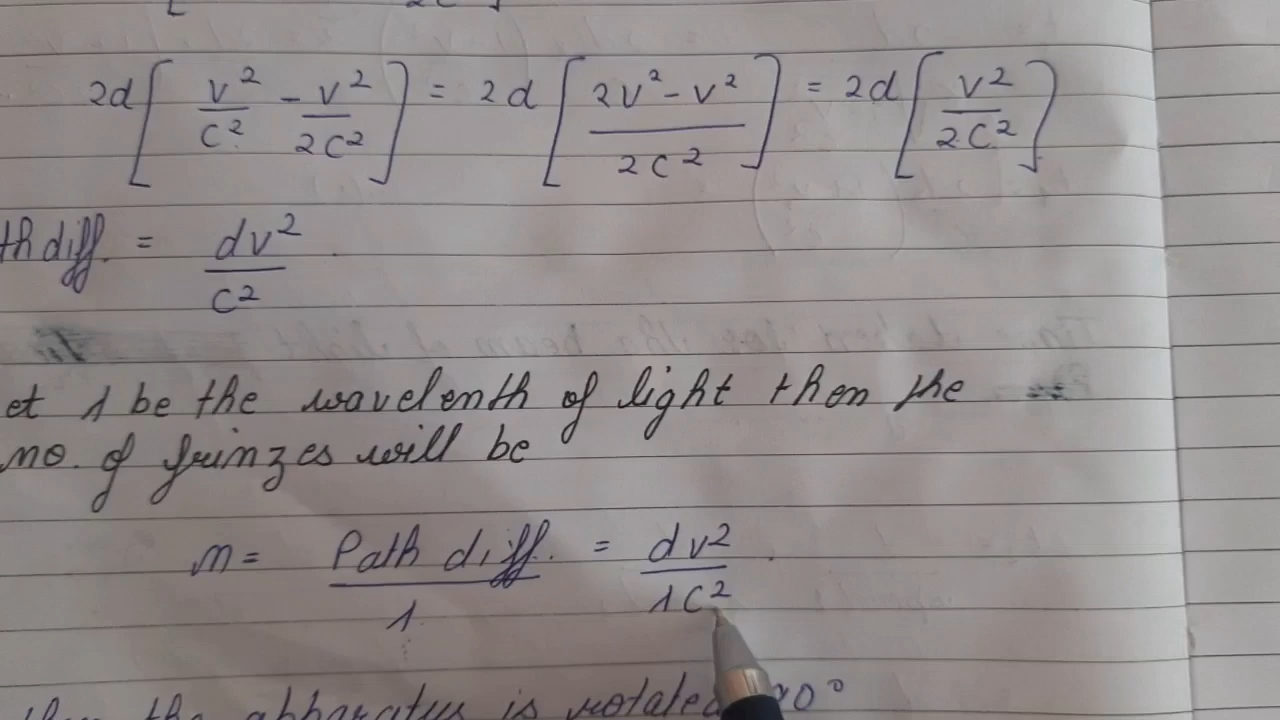 2d[v²/c² - v²/2c²] = 2d[2v² - v²/2c²] = 2d[v²/2c²]
th diff. = dv²/c²
et λ be the wavelenth of light then the
no. of frinzes will be
m = Path diff./λ = dv²/λc².
the apparatus is rotated 90°